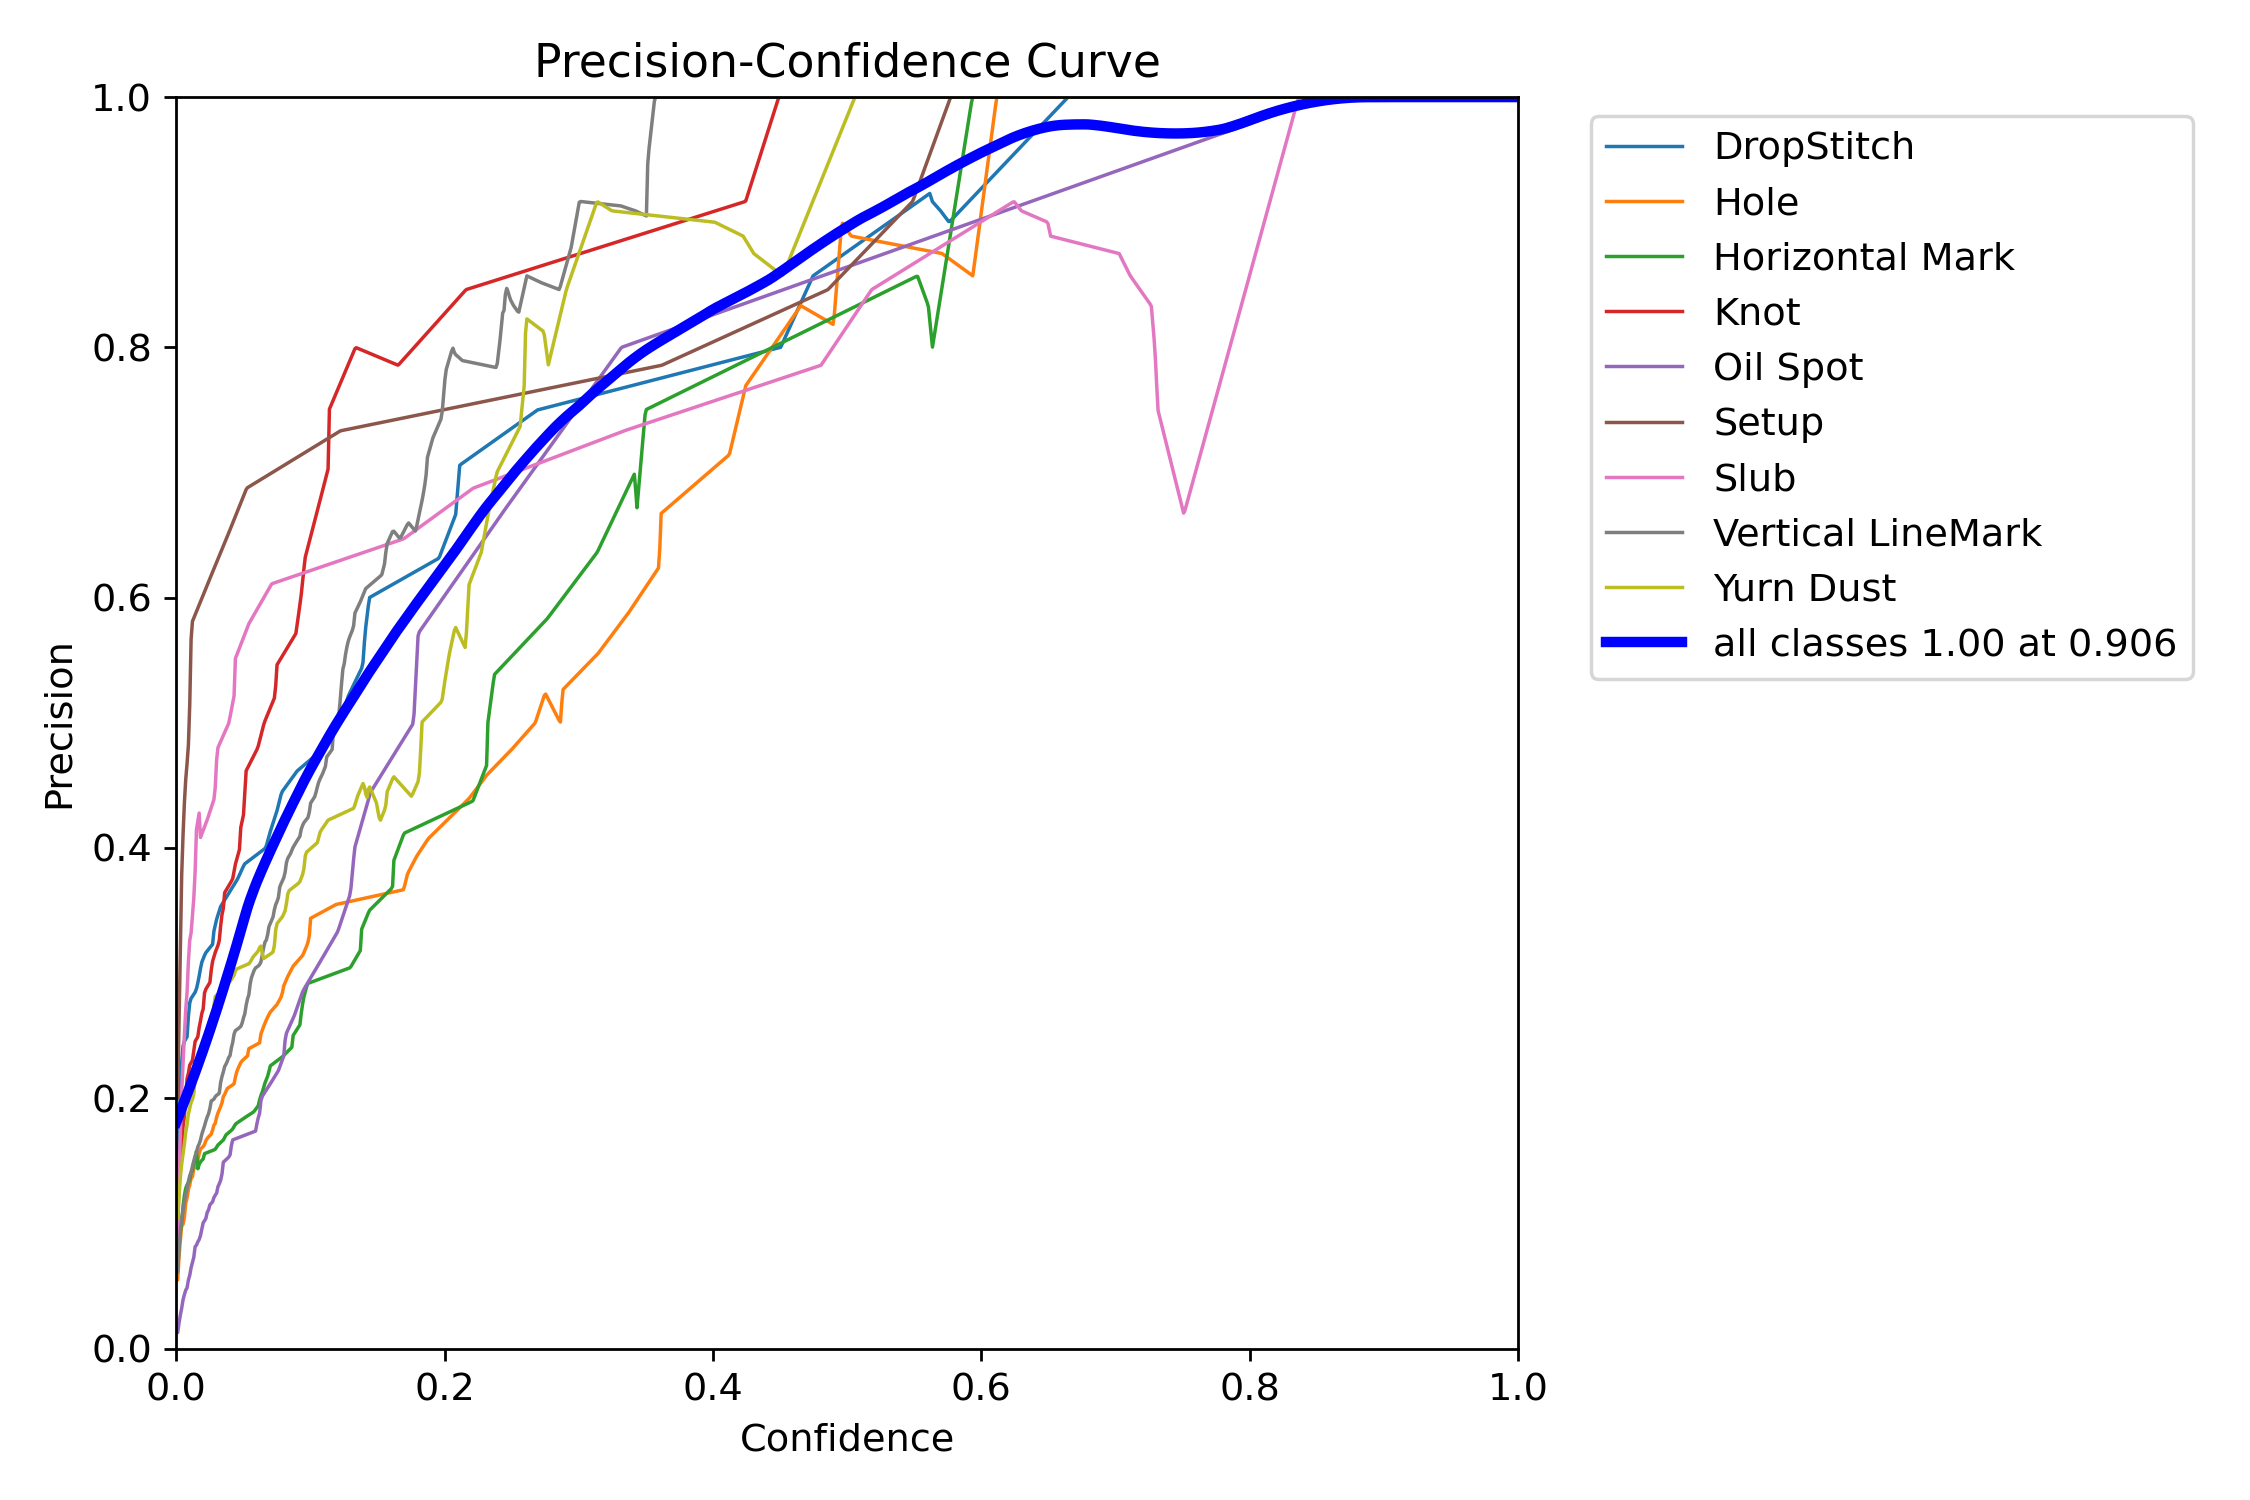 Precision-Confidence Curve
1.0
0.8
0.6
0.4
0.2
0.0
Precision
0.0 0.2 0.4 0.6 0.8 1.0
Confidence
DropStitch
Hole
Horizontal Mark
Knot
Oil Spot
Setup
Slub
Vertical LineMark
Yurn Dust
all classes 1.00 at 0.906